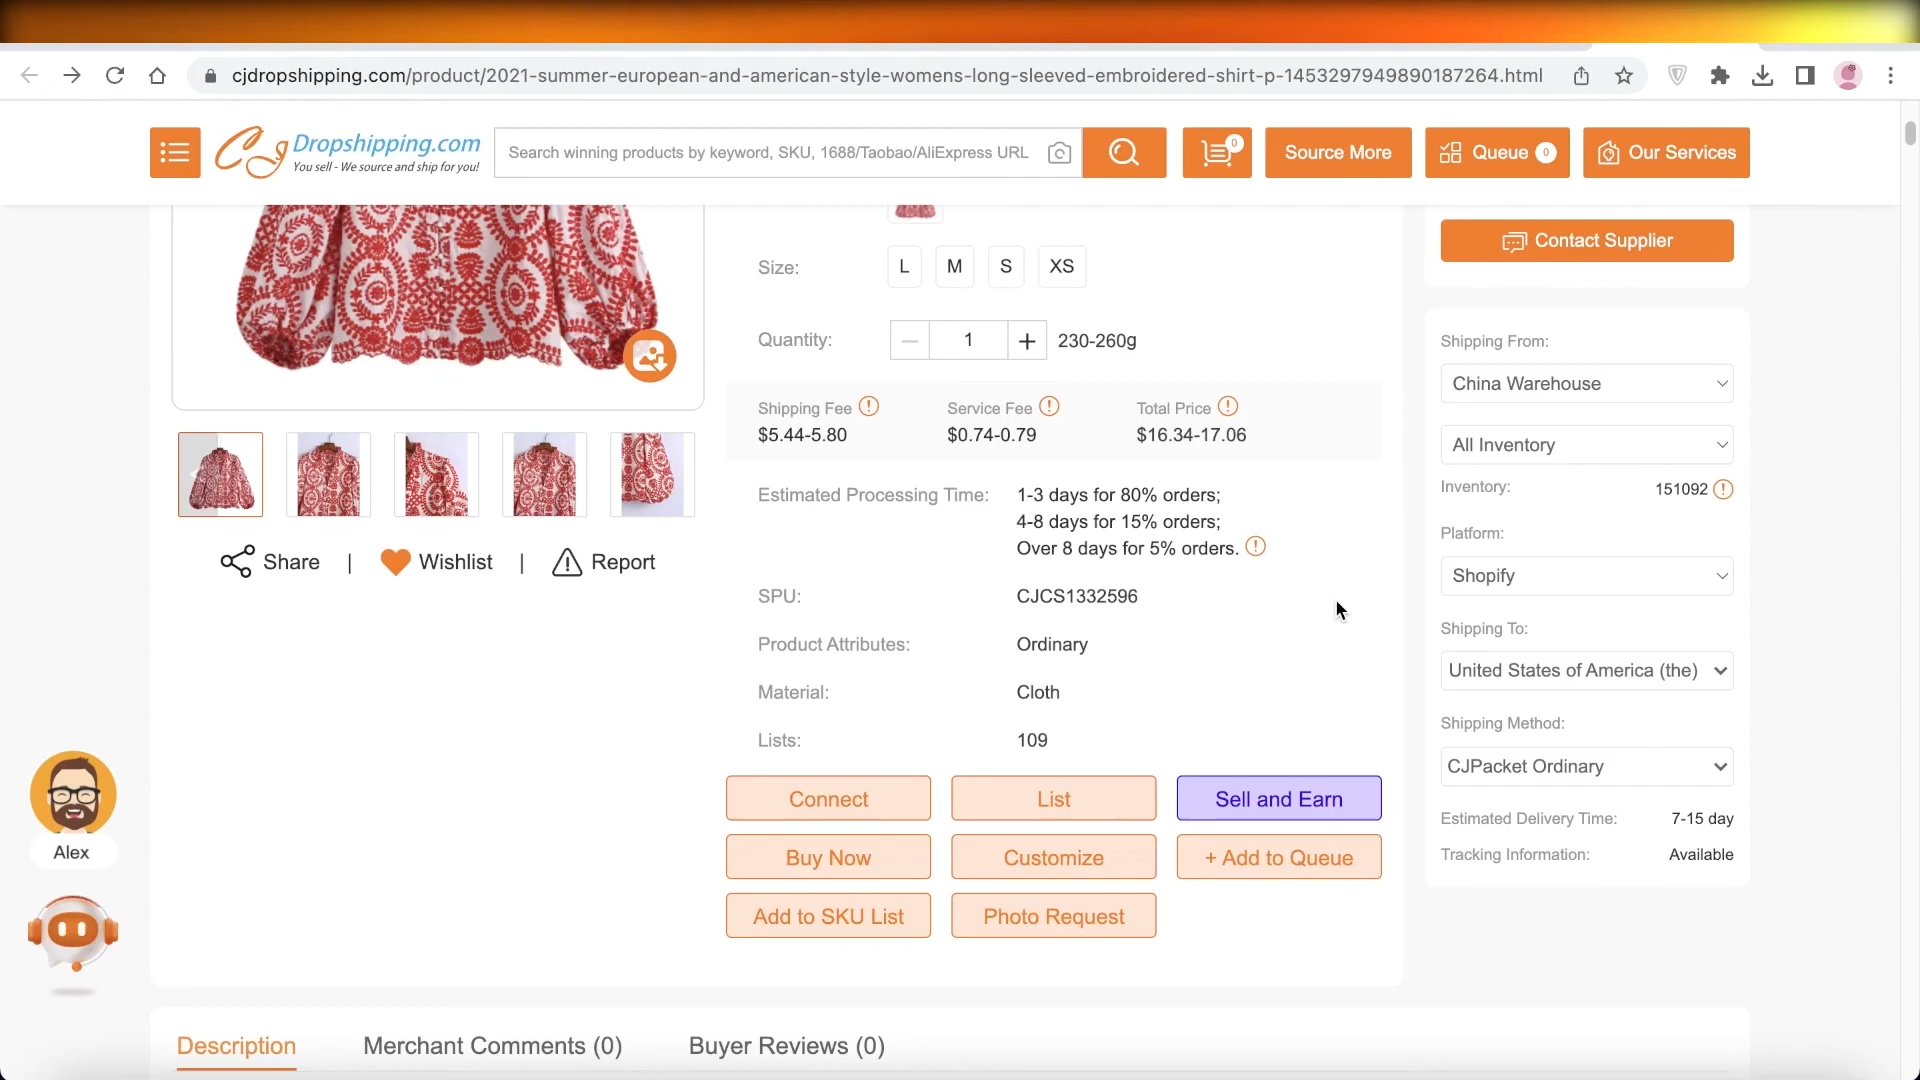 cjdropshipping.com/product/2021-summer-european-and-american-style-womens-long-sleeved-embroidered-shirt-p-1453297949890187264.html
CJ Dropshipping.com
You sell - We source and ship for you!
Search winning products by keyword, SKU, 1688/Taobao/AliExpress URL
0
Source More
Queue 0
Our Services
Contact Supplier
Size: L M S XS
Quantity: 1 + 230-260g
Shipping Fee ! Service Fee ! Total Price !
$5.44-5.80 $0.74-0.79 $16.34-17.06
Estimated Processing Time: 1-3 days for 80% orders;
4-8 days for 15% orders;
Over 8 days for 5% orders. !
SPU: CJCS1332596
Product Attributes: Ordinary
Material: Cloth
Lists: 109
Connect List Sell and Earn
Buy Now Customize + Add to Queue
Add to SKU List Photo Request
Share | Wishlist | Report
Shipping From:
China Warehouse
All Inventory
Inventory: 151092 !
Platform:
Shopify
Shipping To:
United States of America (the)
Shipping Method:
CJPacket Ordinary
Estimated Delivery Time: 7-15 day
Tracking Information: Available
Alex
Description Merchant Comments (0) Buyer Reviews (0)